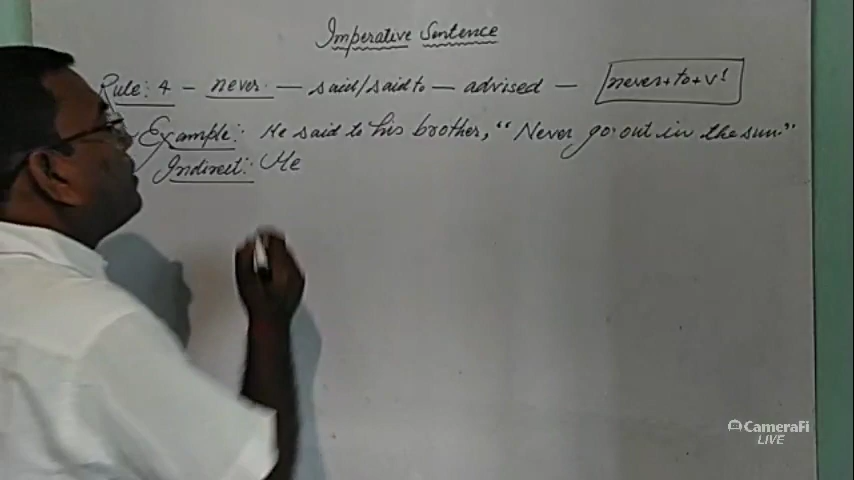 Imperative Sentence
Rule: 4 - never. - said/said to - advised - never+to+v¹
Example: He said to his brother, "Never go out in the sun."
Indirect: He
CameraFi
LIVE